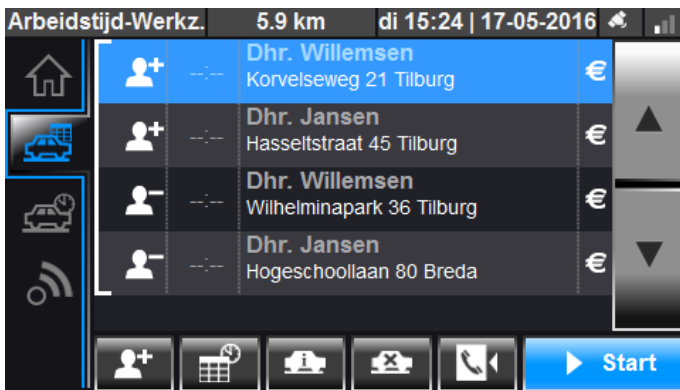 Arbeidstijd-Werkz. 5.9 km di 15:24 | 17-05-2016
Dhr. Willemsen
--:-- Korvelseweg 21 Tilburg €
Dhr. Jansen
--:-- Hasseltstraat 45 Tilburg €
Dhr. Willemsen
--:-- Wilhelminapark 36 Tilburg €
Dhr. Jansen
--:-- Hogeschoollaan 80 Breda €
Start